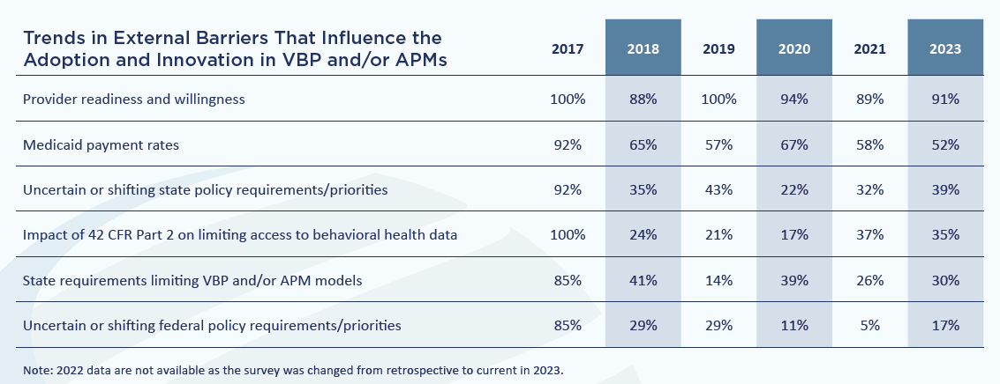 Trends in External Barriers That Influence the
Adoption and Innovation in VBP and/or APMs
2017 2018 2019 2020 2021 2023
Provider readiness and willingness 100% 88% 100% 94% 89% 91%
Medicaid payment rates 92% 65% 57% 67% 58% 52%
Uncertain or shifting state policy requirements/priorities 92% 35% 43% 22% 32% 39%
Impact of 42 CFR Part 2 on limiting access to behavioral health data 100% 24% 21% 17% 37% 35%
State requirements limiting VBP and/or APM models 85% 41% 14% 39% 26% 30%
Uncertain or shifting federal policy requirements/priorities 85% 29% 29% 11% 5% 17%
Note: 2022 data are not available as the survey was changed from retrospective to current in 2023.